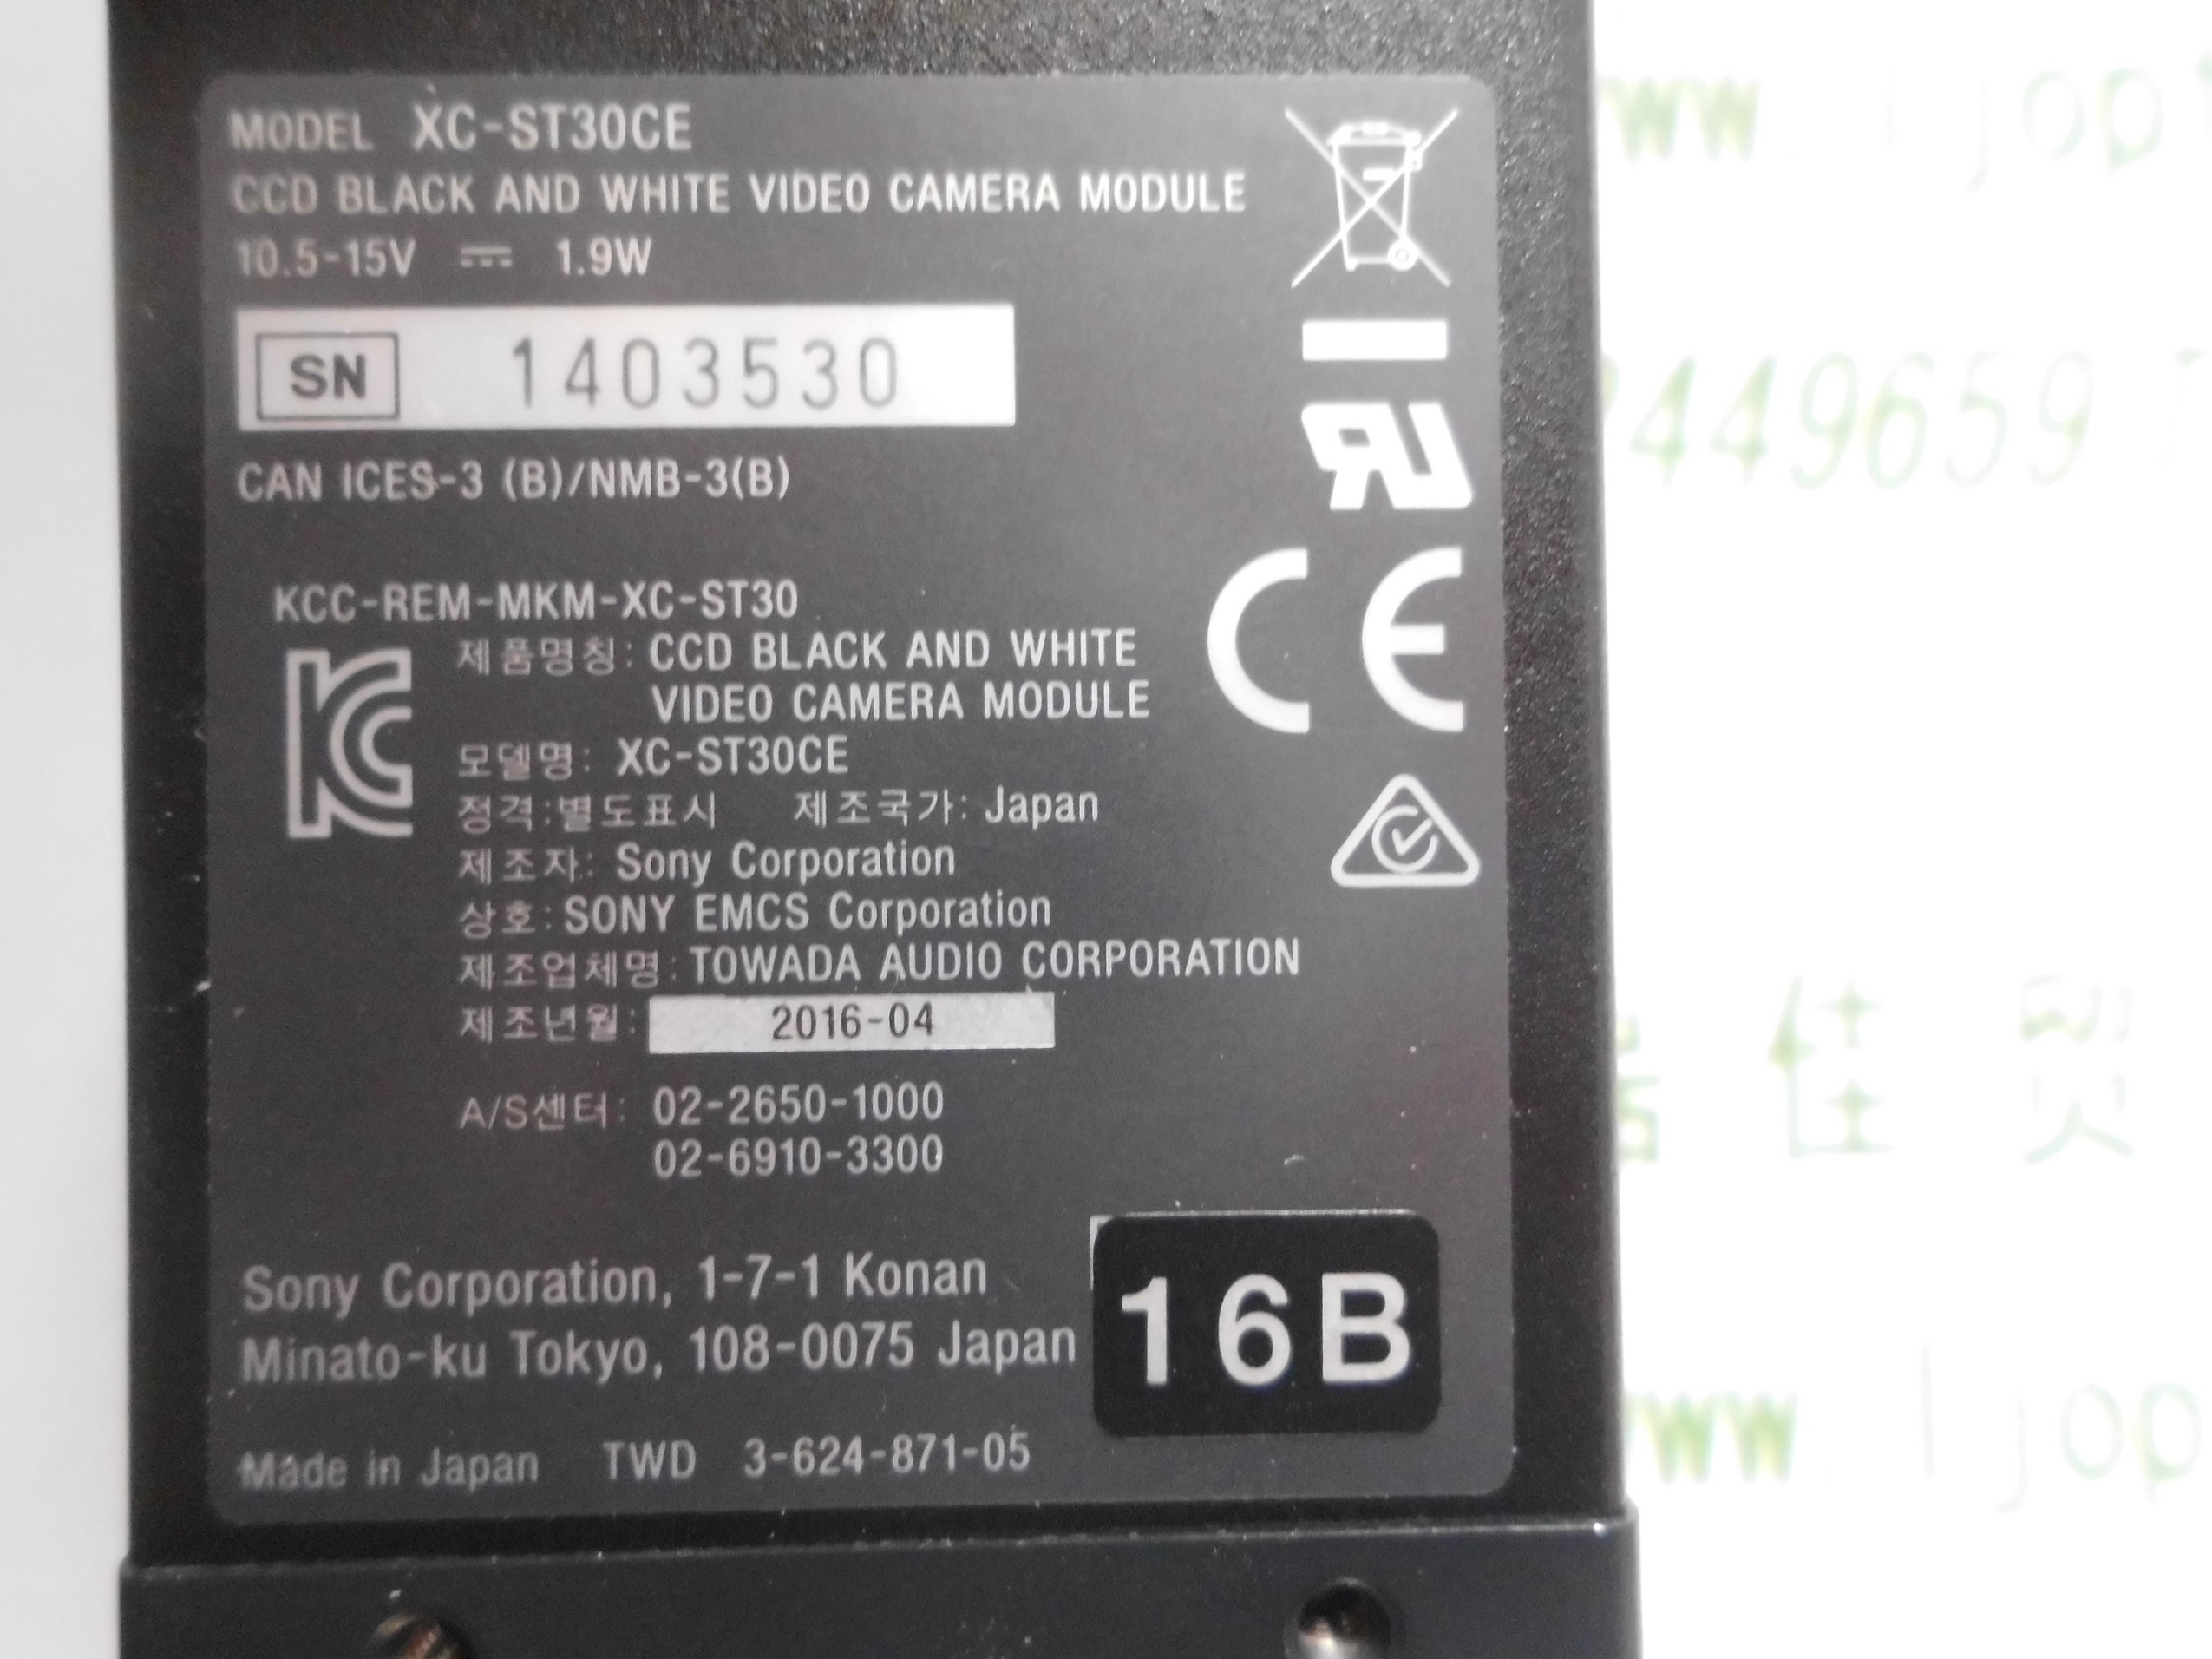 MODEL XC-ST30CE
CCD BLACK AND WHITE VIDEO CAMERA MODULE
10.5-15V ⎓ 1.9W
SN 1403530
CAN ICES-3 (B)/NMB-3(B)
KCC-REM-MKM-XC-ST30
제품명칭: CCD BLACK AND WHITE
VIDEO CAMERA MODULE
모델명: XC-ST30CE
정격:별도표시 제조국가: Japan
제조자: Sony Corporation
상호: SONY EMCS Corporation
제조업체명: TOWADA AUDIO CORPORATION
제조년월: 2016-04
A/S센터: 02-2650-1000
02-6910-3300
Sony Corporation, 1-7-1 Konan
Minato-ku Tokyo, 108-0075 Japan
16B
Made in Japan TWD 3-624-871-05
CE
449659
佳贸